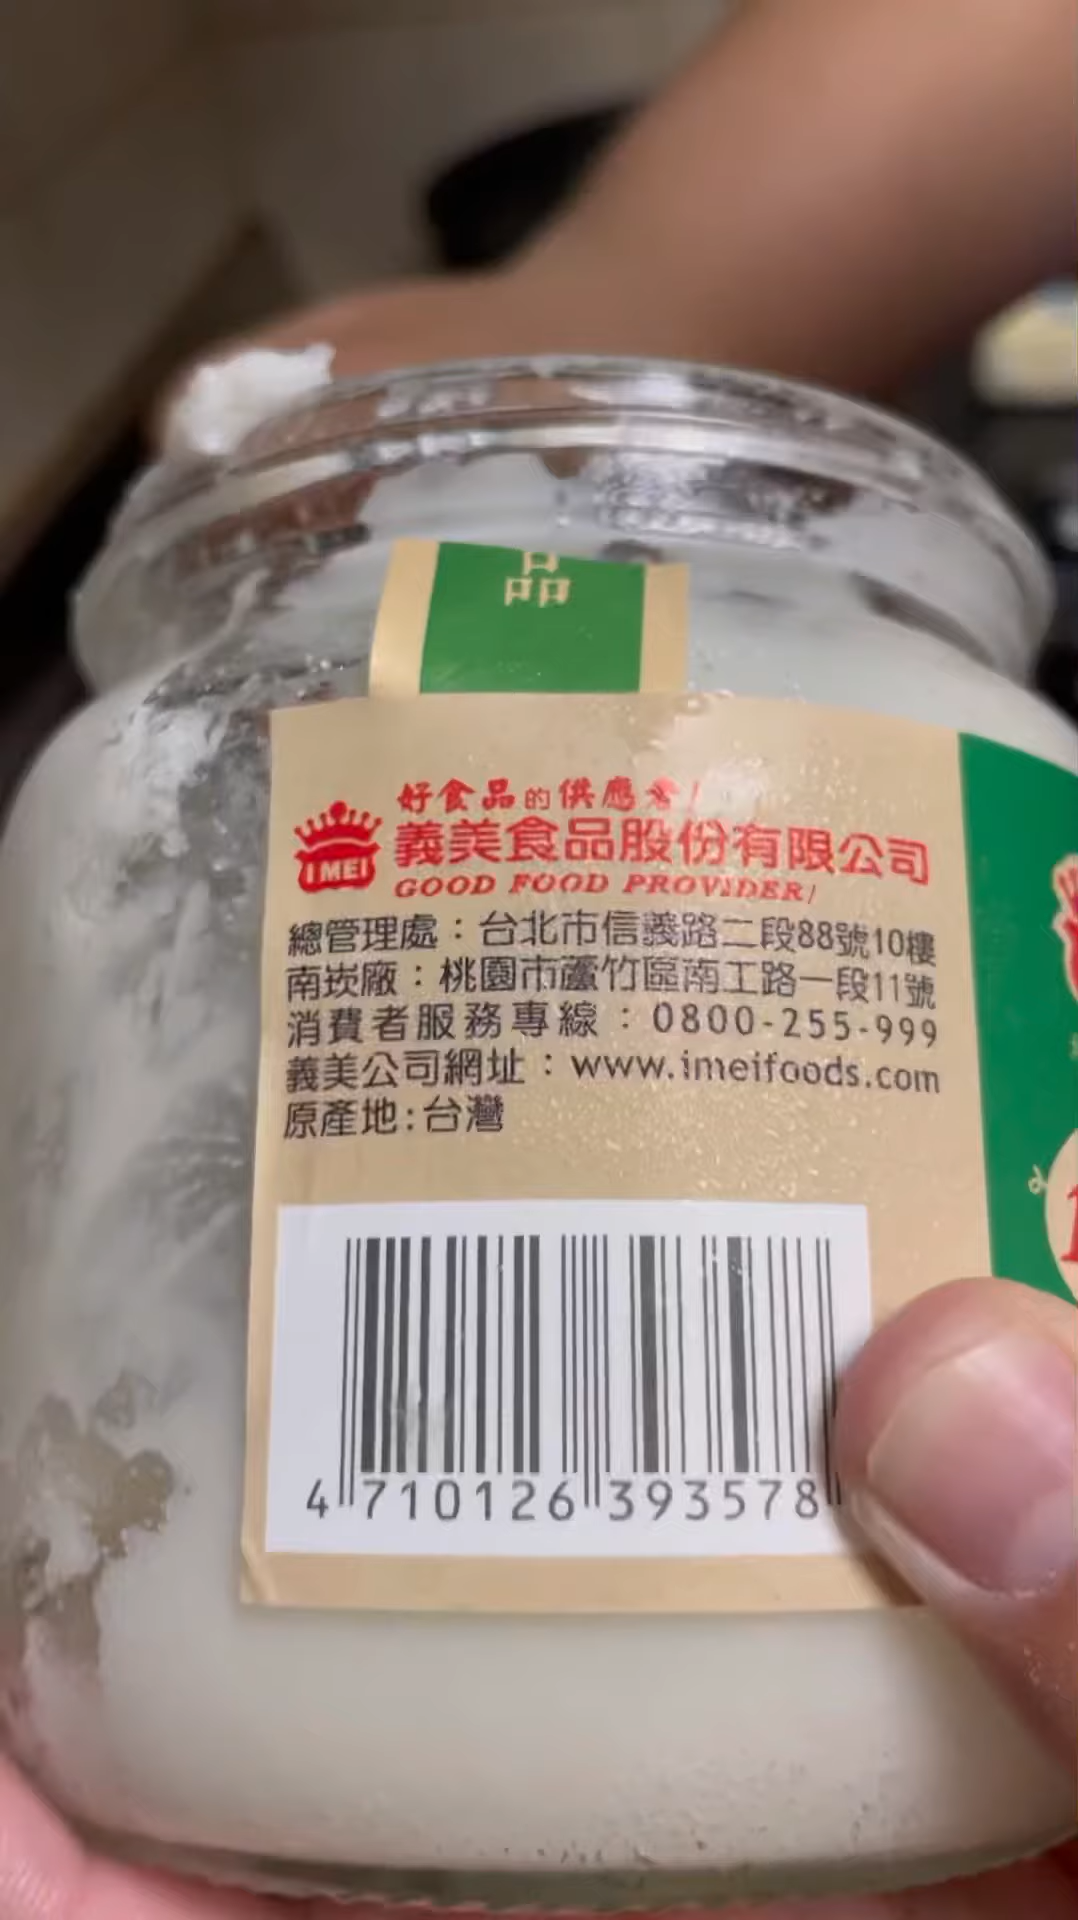 品
好食品的供應者!
義美食品股份有限公司
I MEI
GOOD FOOD PROVIDER!
總管理處：台北市信義路二段88號10樓
南崁廠：桃園市蘆竹區南工路一段11號
消費者服務專線：0800-255-999
義美公司網址：www.imeifoods.com
原產地:台灣
4 710126 393578